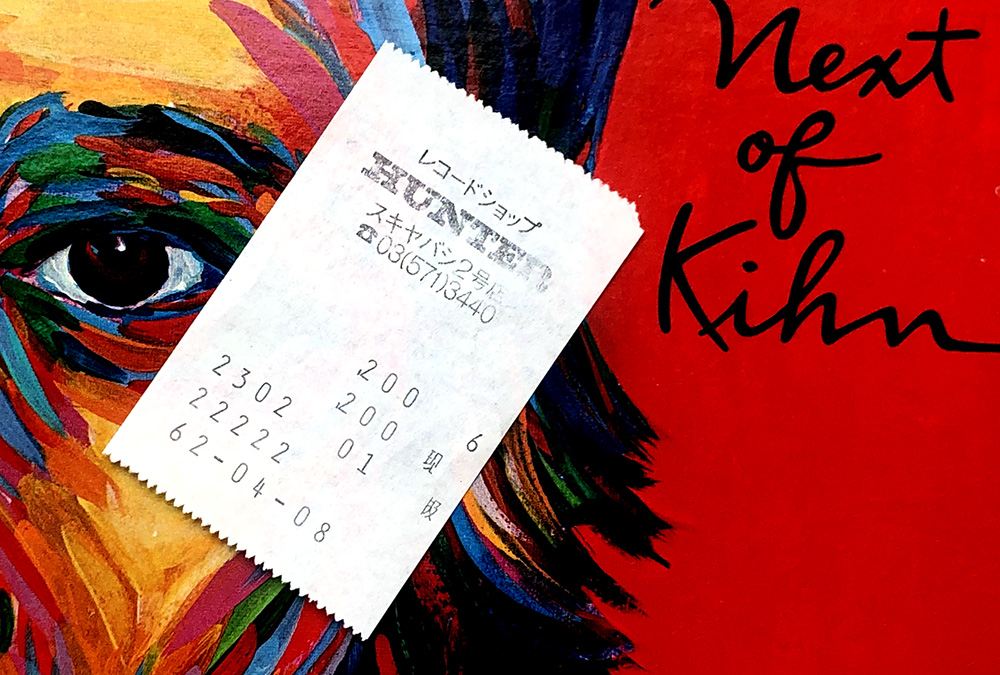 Next
of
Kihn
レコードショップ
HUNTER
スキヤバシ2号店
☎03(571)3440
.200 6
2302 .200 現
22222 01 扱
62-04-08